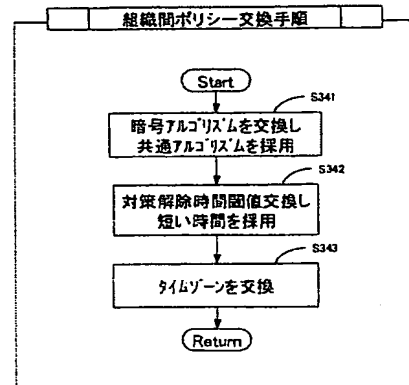 組織間ポリシー交換手順
Start
S341
暗号アルゴリズムを交換し
共通アルゴリズムを採用
S342
対策解除時間閾値交換し
短い時間を採用
S343
タイムゾーンを交換
Return